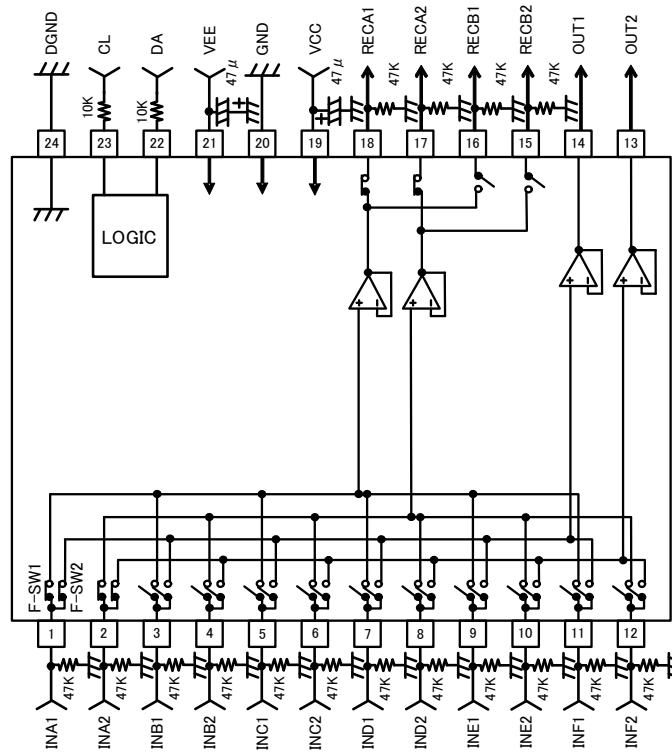 DGND CL DA VEE GND VCC RECA1 RECA2 RECB1 RECB2 OUT1 OUT2
10K 10K 47μ 47μ 47K 47K 47K 47K
24 23 22 21 20 19 18 17 16 15 14 13
LOGIC
F-SW1
F-SW2
1 2 3 4 5 6 7 8 9 10 11 12
47K 47K 47K 47K 47K 47K 47K 47K 47K 47K 47K 47K
INA1 INA2 INB1 INB2 INC1 INC2 IND1 IND2 INE1 INE2 INF1 INF2